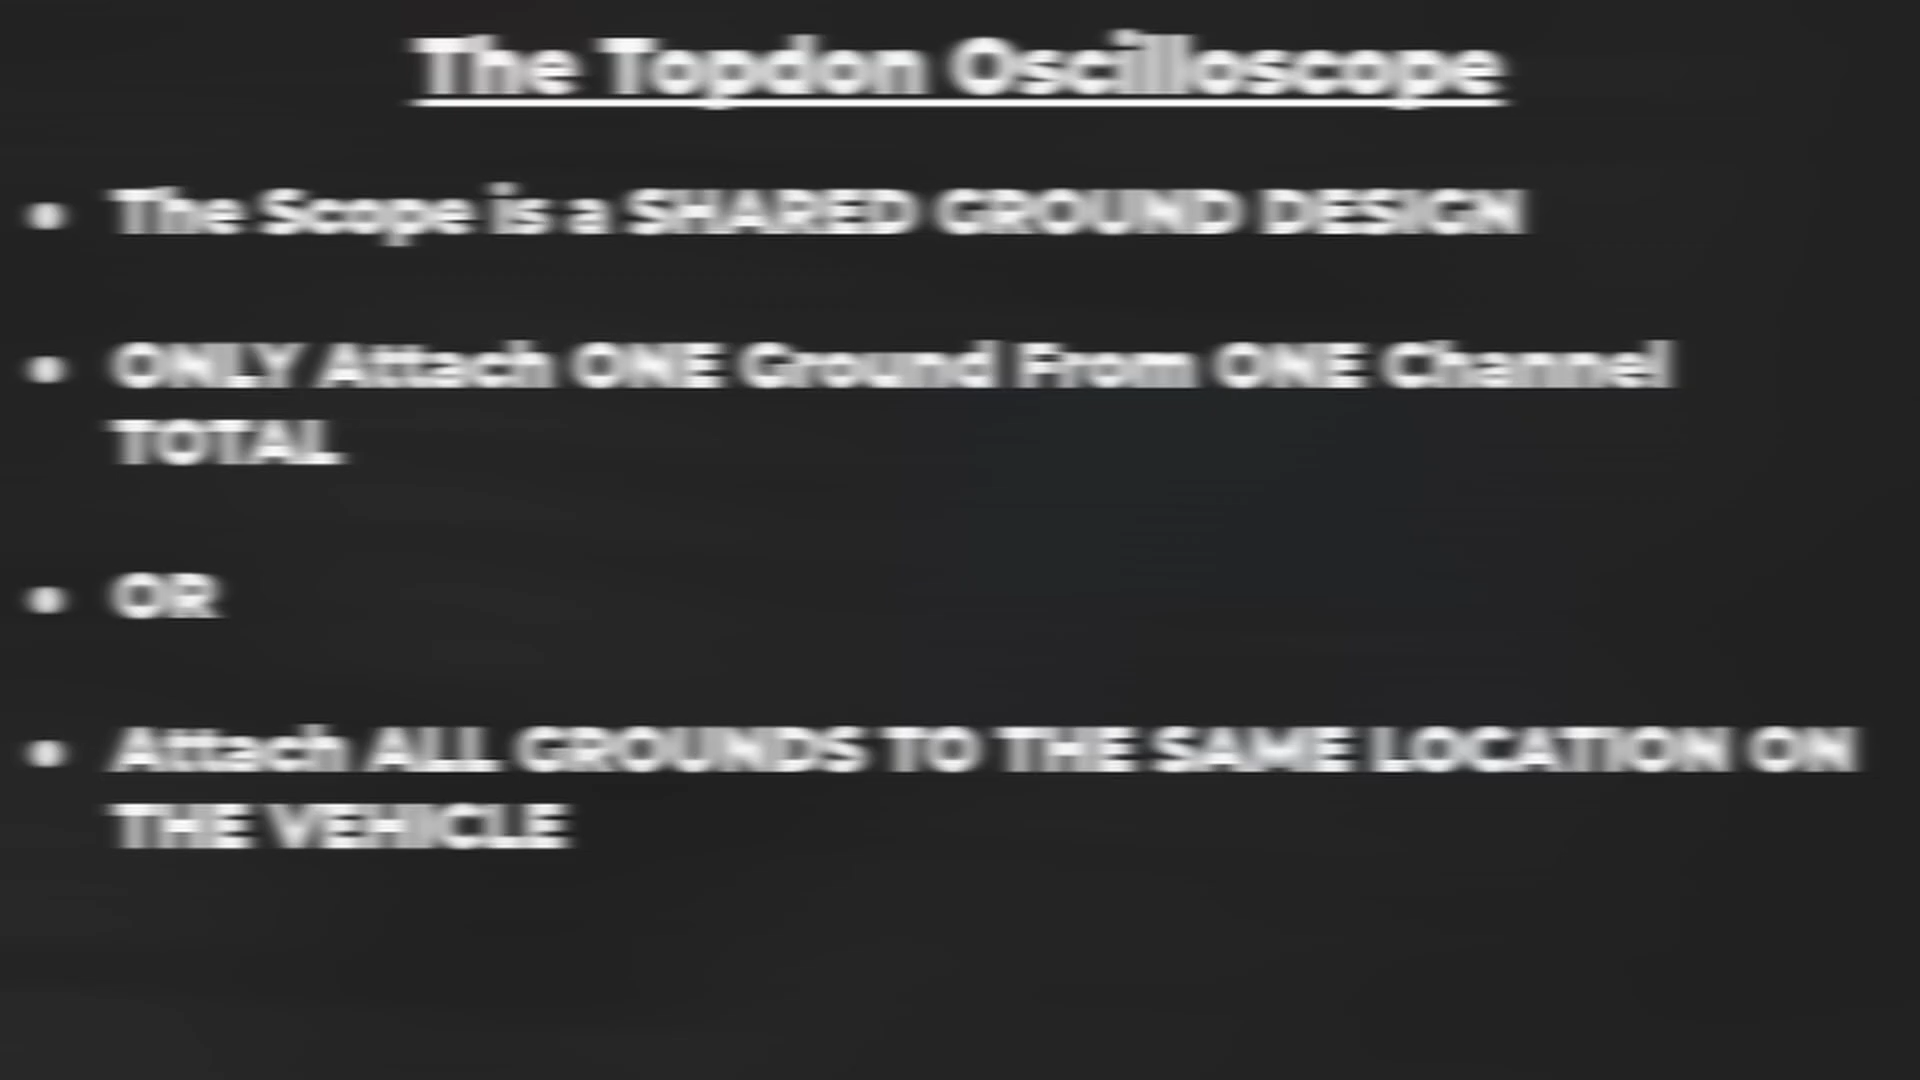 The Topdon Oscilloscope
• The Scope is a SHARED GROUND DESIGN
• ONLY Attach ONE Ground From ONE Channel
TOTAL
• OR
• Attach ALL GROUNDS TO THE SAME LOCATION ON
THE VEHICLE